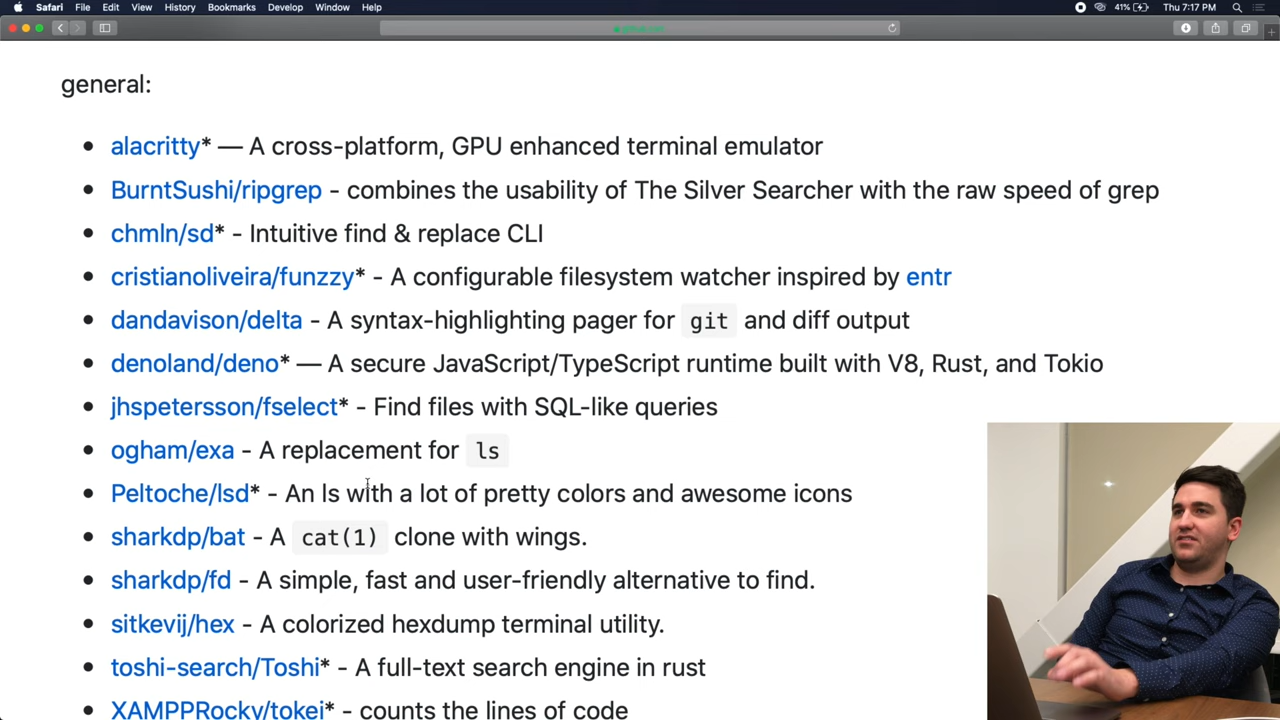 Safari File Edit View History Bookmarks Develop Window Help 41% Thu 7:17 PM
general:
alacritty* — A cross-platform, GPU enhanced terminal emulator
BurntSushi/ripgrep - combines the usability of The Silver Searcher with the raw speed of grep
chmln/sd* - Intuitive find & replace CLI
cristianoliveira/funzzy* - A configurable filesystem watcher inspired by entr
dandavison/delta - A syntax-highlighting pager for git and diff output
denoland/deno* — A secure JavaScript/TypeScript runtime built with V8, Rust, and Tokio
jhspetersson/fselect* - Find files with SQL-like queries
ogham/exa - A replacement for ls
Peltoche/lsd* - An ls with a lot of pretty colors and awesome icons
sharkdp/bat - A cat(1) clone with wings.
sharkdp/fd - A simple, fast and user-friendly alternative to find.
sitkevij/hex - A colorized hexdump terminal utility.
toshi-search/Toshi* - A full-text search engine in rust
XAMPPRocky/tokei* - counts the lines of code